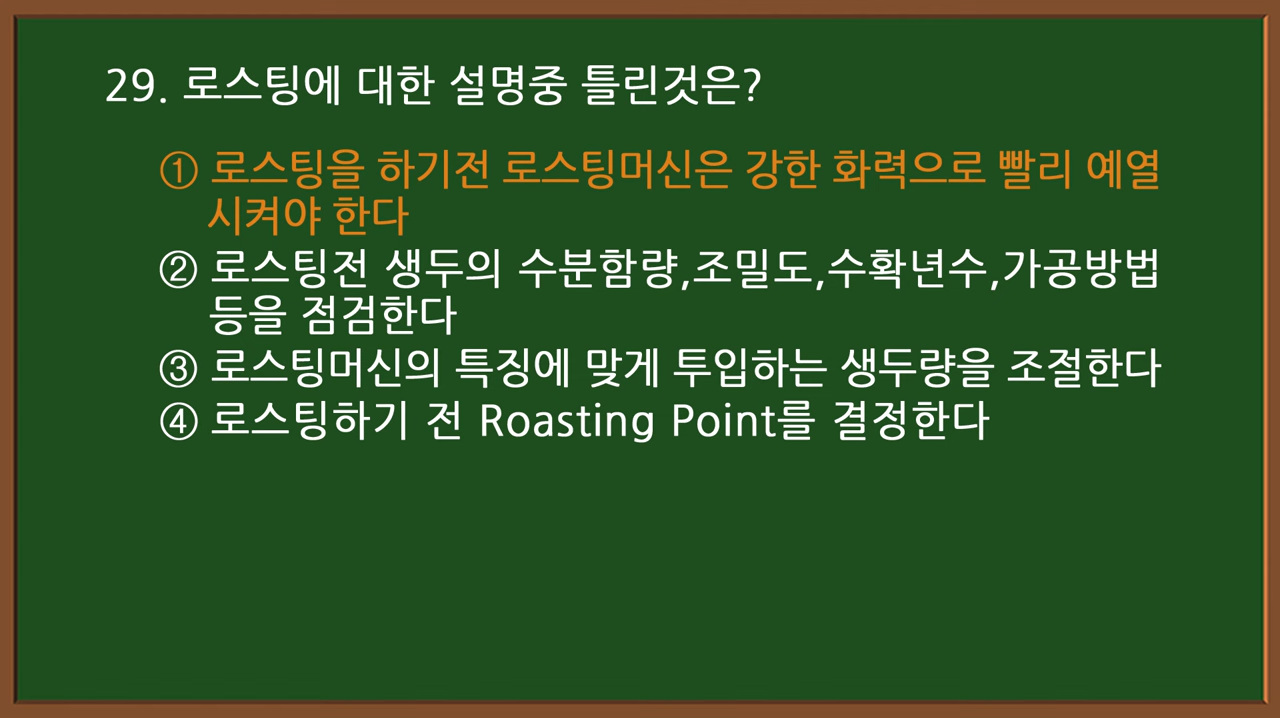 29. 로스팅에 대한 설명중 틀린것은?
① 로스팅을 하기전 로스팅머신은 강한 화력으로 빨리 예열
시켜야 한다
② 로스팅전 생두의 수분함량,조밀도,수확년수,가공방법
등을 점검한다
③ 로스팅머신의 특징에 맞게 투입하는 생두량을 조절한다
④ 로스팅하기 전 Roasting Point를 결정한다